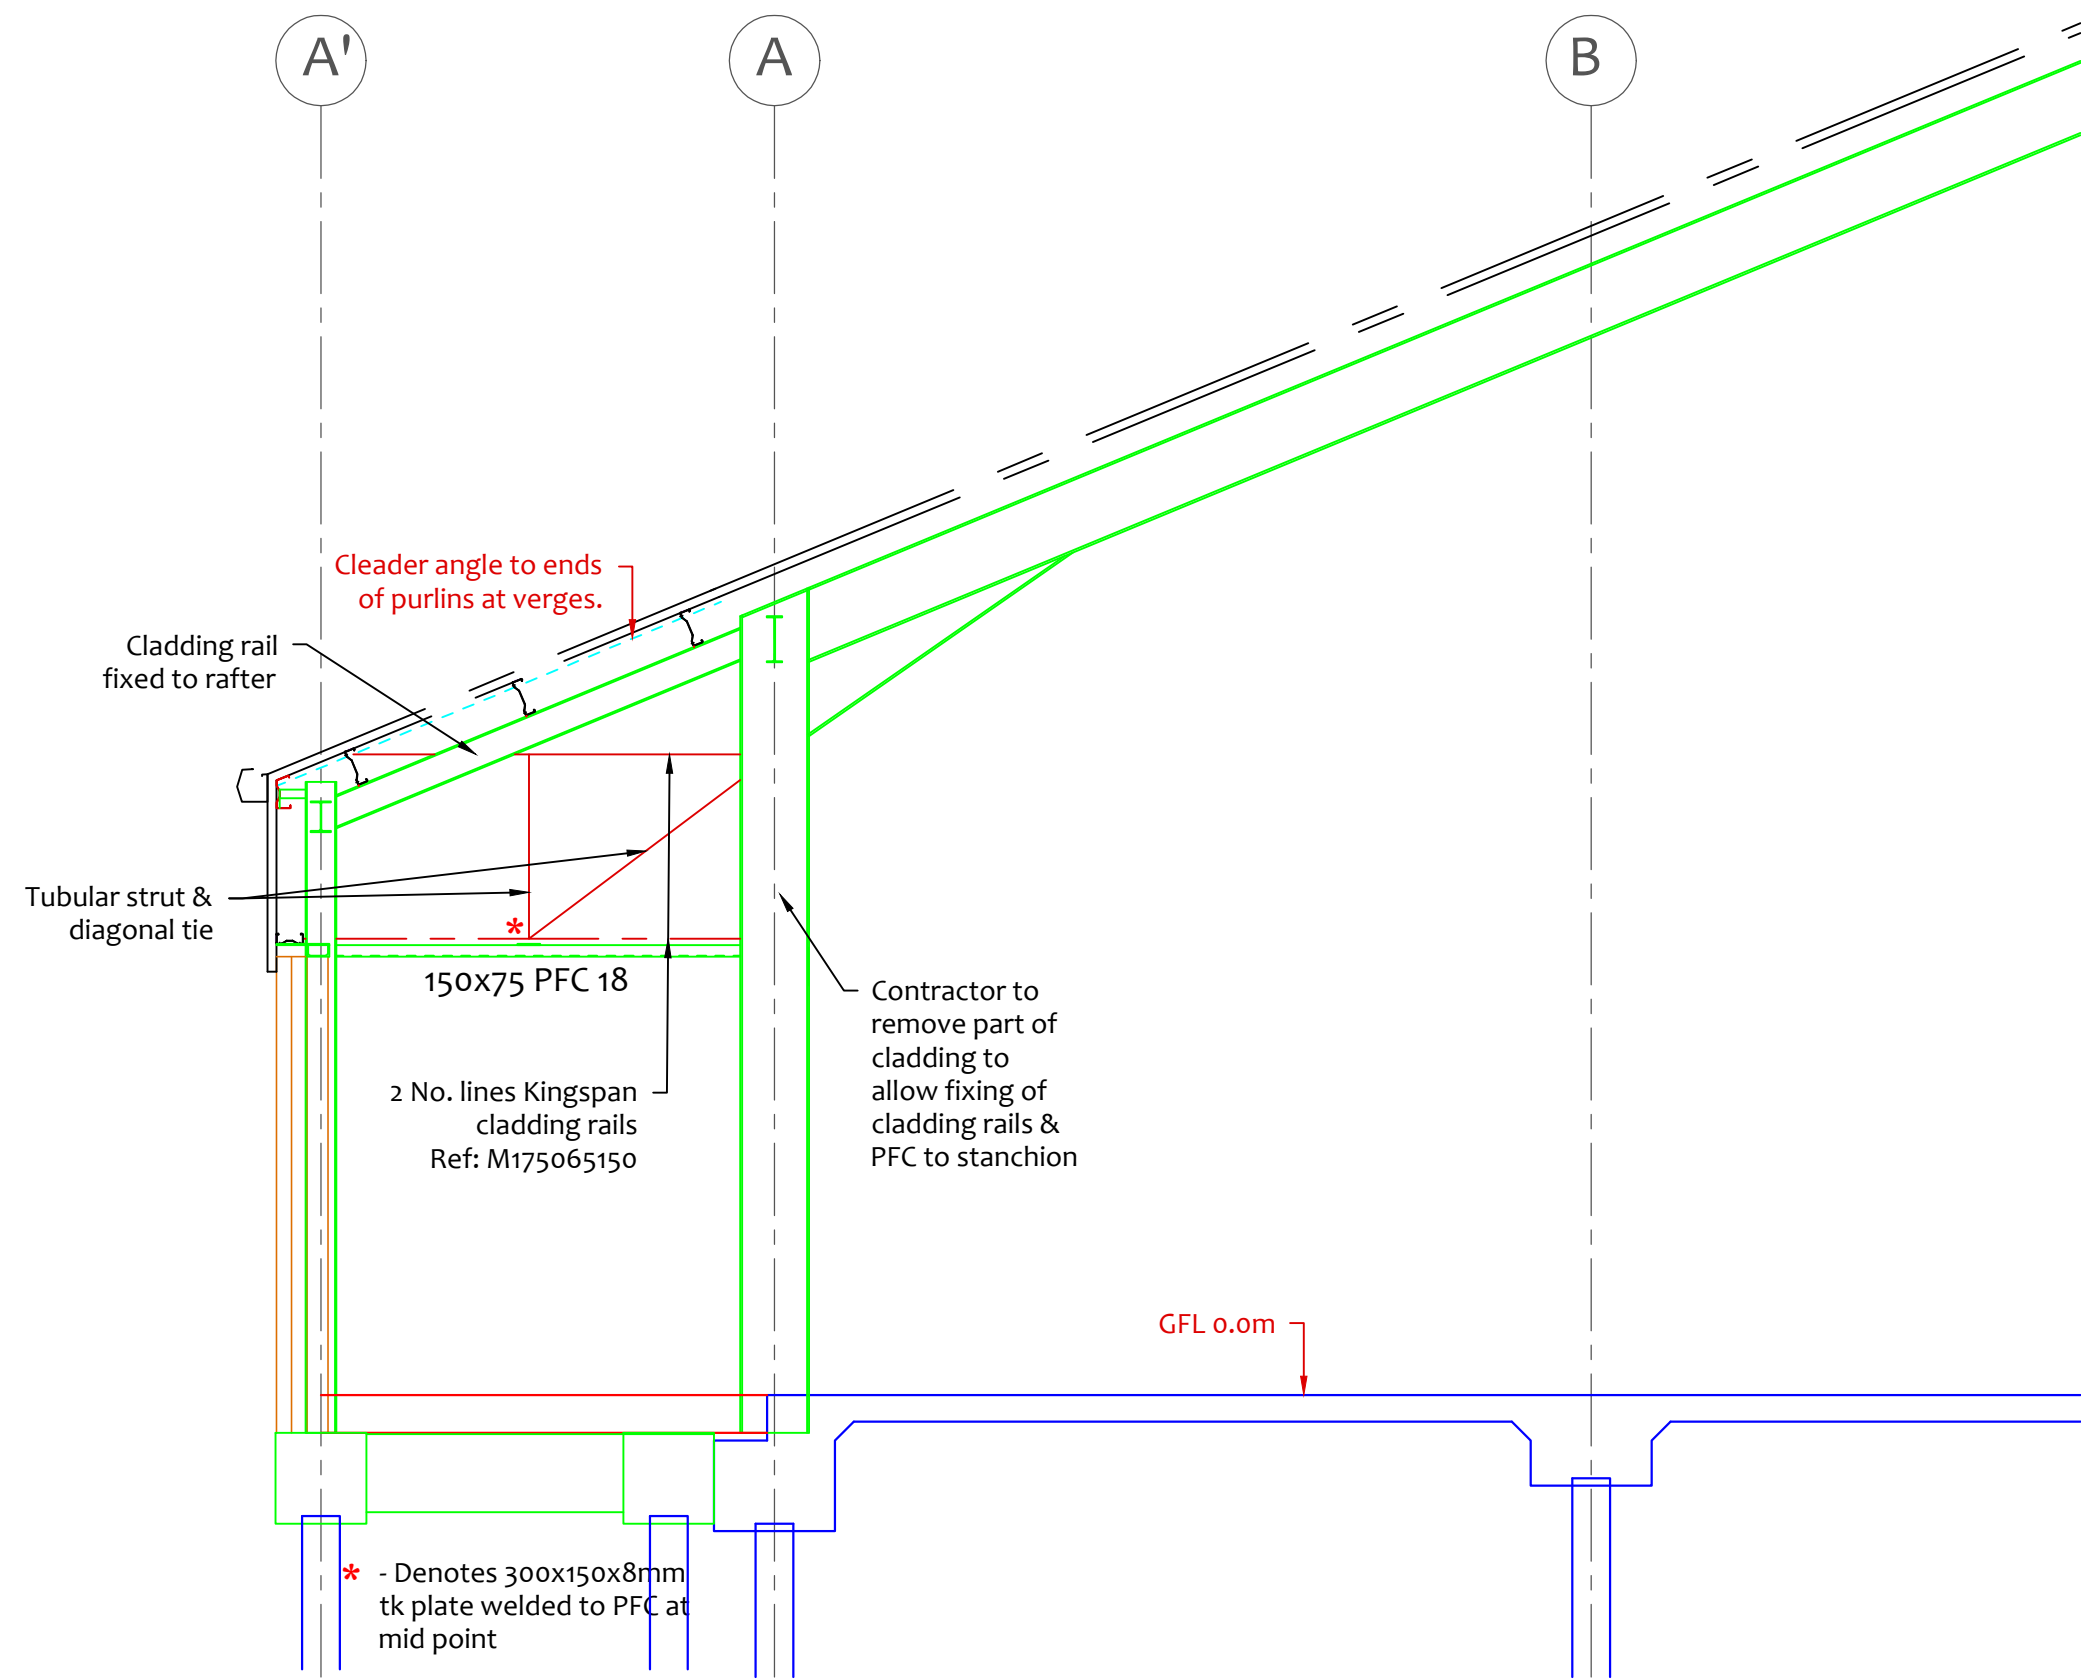 A'
A
B
Cleader angle to ends
of purlins at verges.
Cladding rail
fixed to rafter
Tubular strut &
diagonal tie
*
150x75 PFC 18
2 No. lines Kingspan
cladding rails
Ref: M175065150
Contractor to
remove part of
cladding to
allow fixing of
cladding rails &
PFC to stanchion
GFL 0.0m
* - Denotes 300x150x8mm
tk plate welded to PFC at
mid point